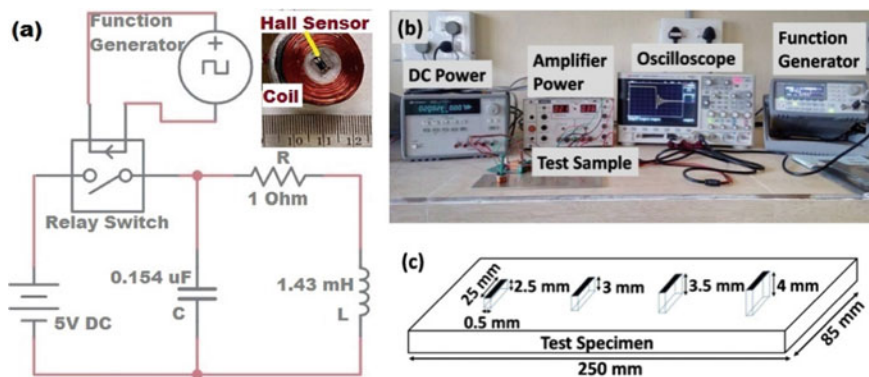 (a)
Function
Generator
Hall Sensor
Coil
10 11 12
Relay Switch
R
1 Ohm
0.154 uF
C
1.43 mH
L
5V DC
(b)
DC Power
Amplifier
Power
Oscilloscope
Function
Generator
Test Sample
(c)
25 mm
2.5 mm
3 mm
3.5 mm
4 mm
0.5 mm
Test Specimen
250 mm
85 mm